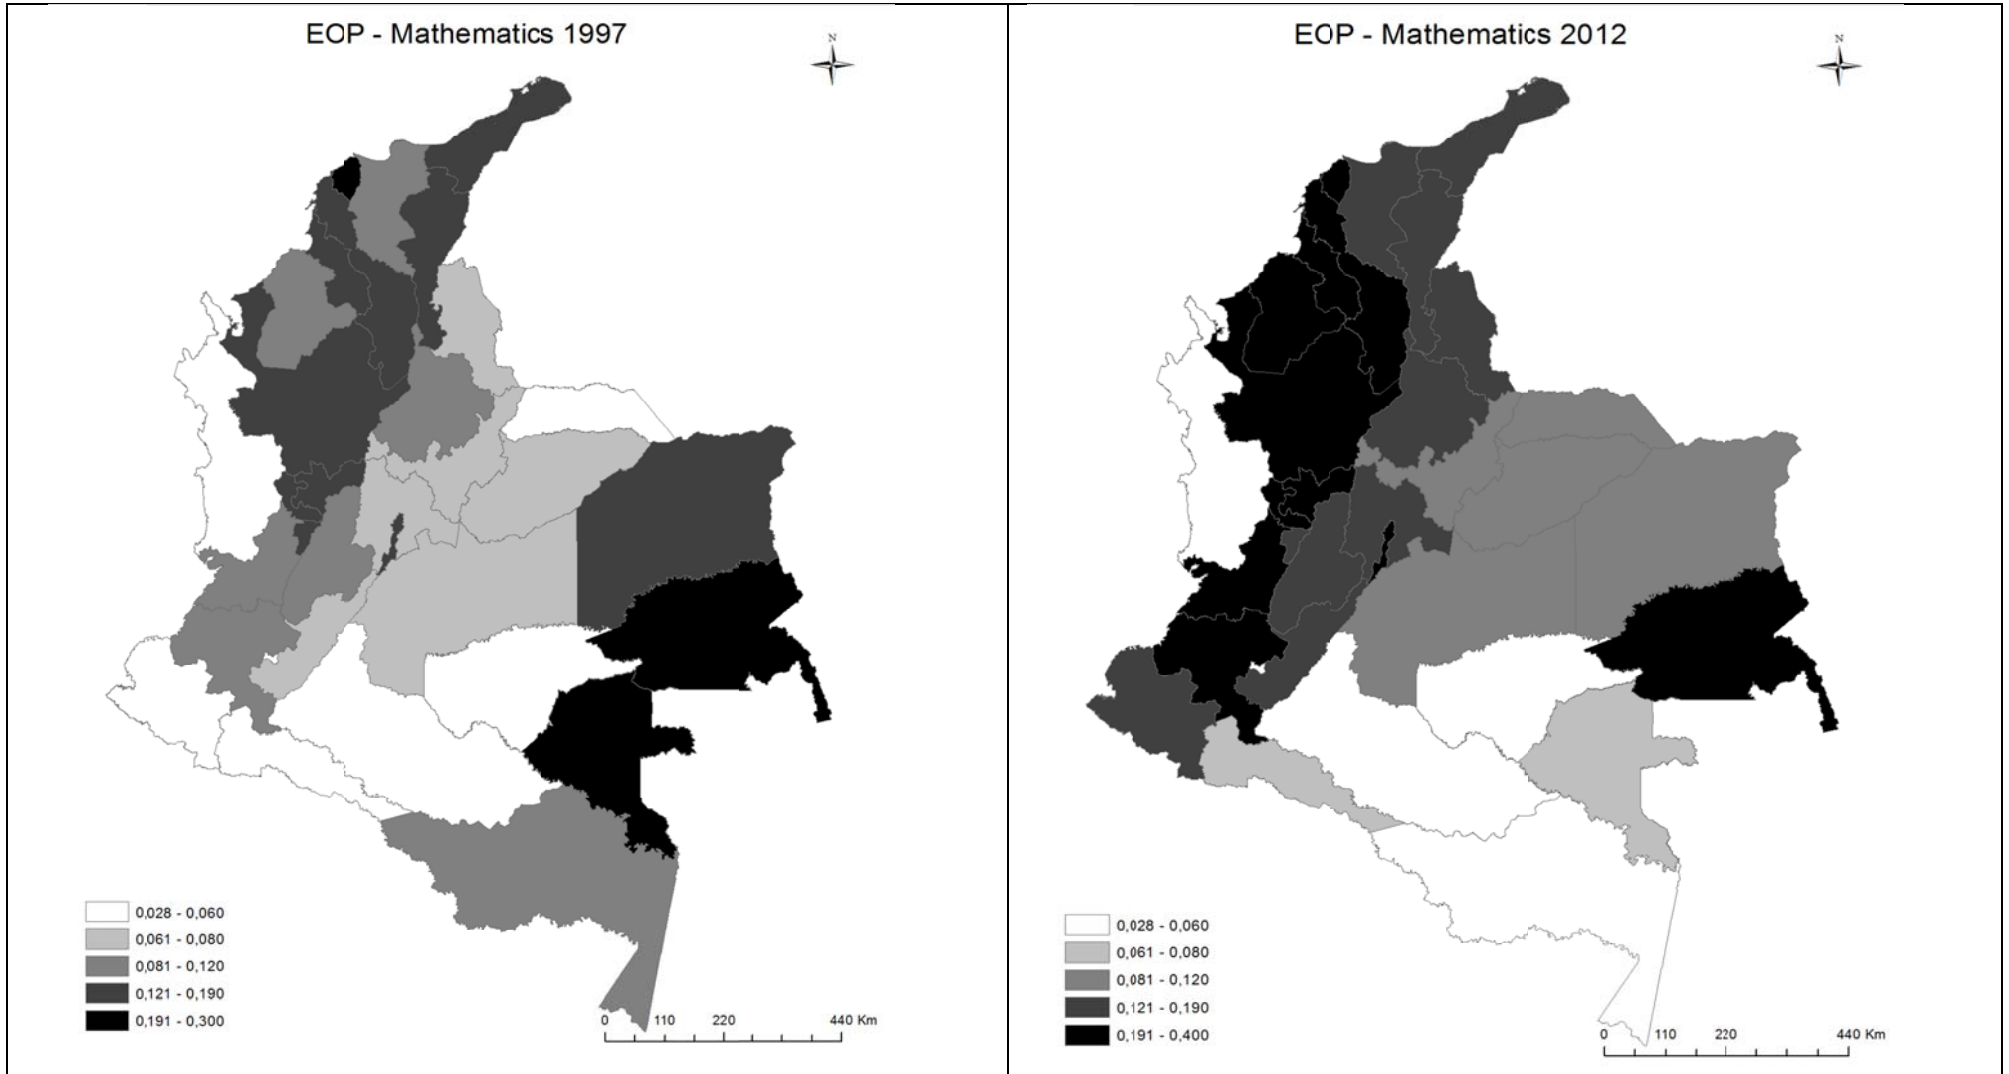 EOP - Mathematics 1997
N
0,028 - 0,060
0,061 - 0,080
0,081 - 0,120
0,121 - 0,190
0,191 - 0,300
0 110 220 440 Km
EOP - Mathematics 2012
N
0,028 - 0,060
0,061 - 0,080
0,081 - 0,120
0,121 - 0,190
0,191 - 0,400
0 110 220 440 Km